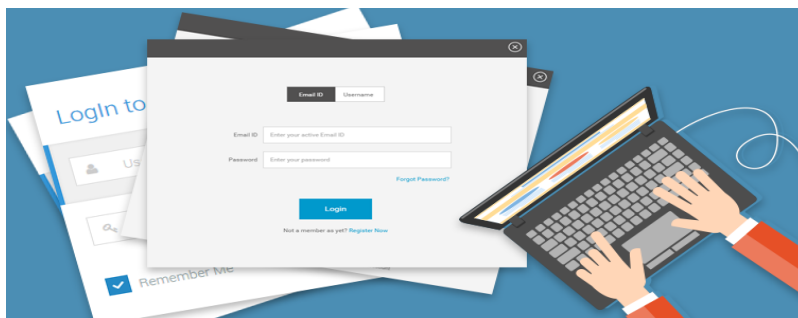 LogIn to
Us
Remember Me
Email ID
Username
Email ID
Enter your active Email ID
Password
Enter your password
Forgot Password?
Login
Not a member as yet? Register Now